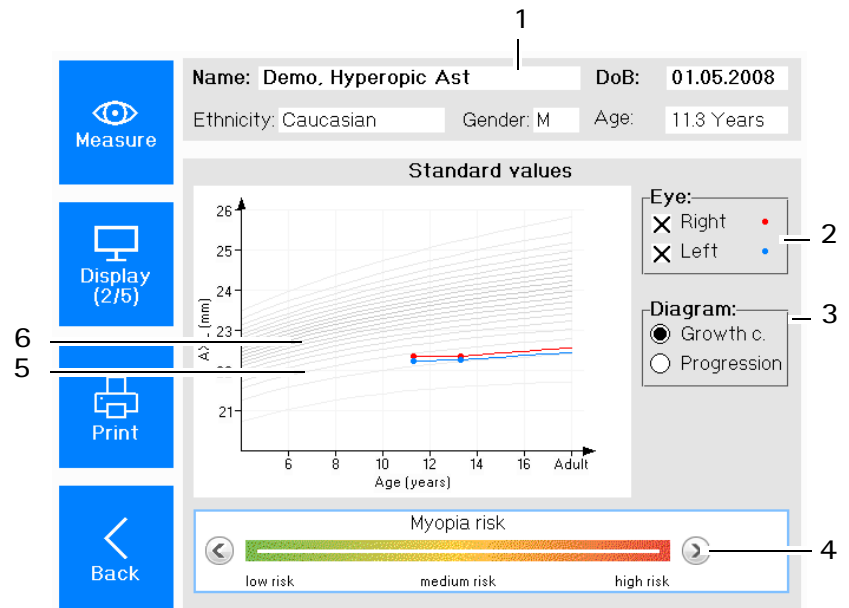 1
Name: Demo, Hyperopic Ast DoB: 01.05.2008
Ethnicity: Caucasian Gender: M Age: 11.3 Years
Measure
Standard values
Eye:
Right
Left
2
Display
(2/5)
Diagram:
Growth c.
Progression
3
26
25
24
23
21
(mm)
6
5
6 8 10 12 14 16 Adult
Age (years)
Print
Myopia risk
4
low risk medium risk high risk
Back